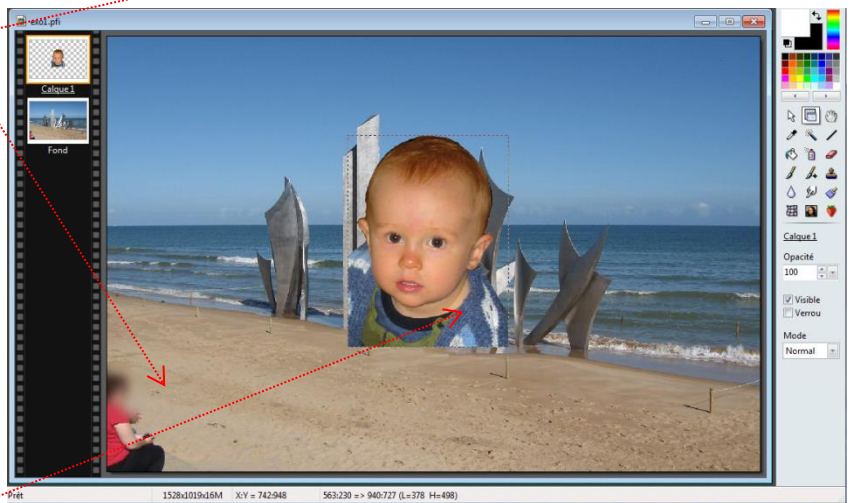 exo1.pfi
Calque 1
Fond
Calque 1
Opacité
100
Visible
Verrou
Mode
Normal
Prêt
1528x1019x16M
X:Y = 742:948
563:230 => 940:727 (L=378 H=498)